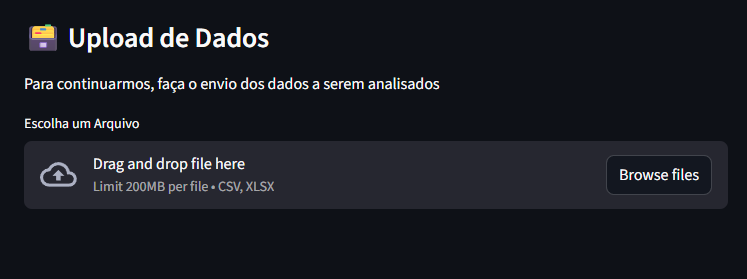 Upload de Dados
Para continuarmos, faça o envio dos dados a serem analisados
Escolha um Arquivo
Drag and drop file here
Limit 200MB per file • CSV, XLSX
Browse files